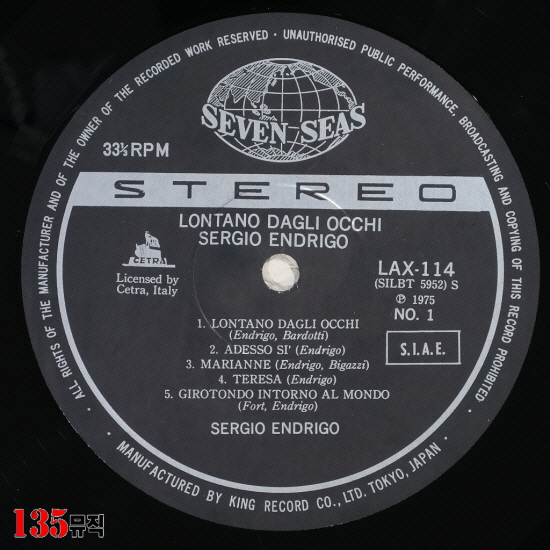 ALL RIGHTS OF THE MANUFACTURER AND OF THE OWNER OF THE RECORDED WORK RESERVED · UNAUTHORISED PUBLIC PERFORMANCE, BROADCASTING AND COPYING OF THIS RECORD PROHIBITED
SEVEN SEAS
33⅓ RPM
STEREO
LONTANO DAGLI OCCHI
SERGIO ENDRIGO
CETRA
Licensed by
Cetra, Italy
LAX-114
(SILBT 5952) S
℗ 1975
NO. 1
S.I.A.E.
1. LONTANO DAGLI OCCHI
(Endrigo, Bardotti)
2. ADESSO SI' (Endrigo)
3. MARIANNE (Endrigo, Bigazzi)
4. TERESA (Endrigo)
5. GIROTONDO INTORNO AL MONDO
(Fort, Endrigo)
SERGIO ENDRIGO
MANUFACTURED BY KING RECORD CO., LTD. TOKYO, JAPAN
135뮤직